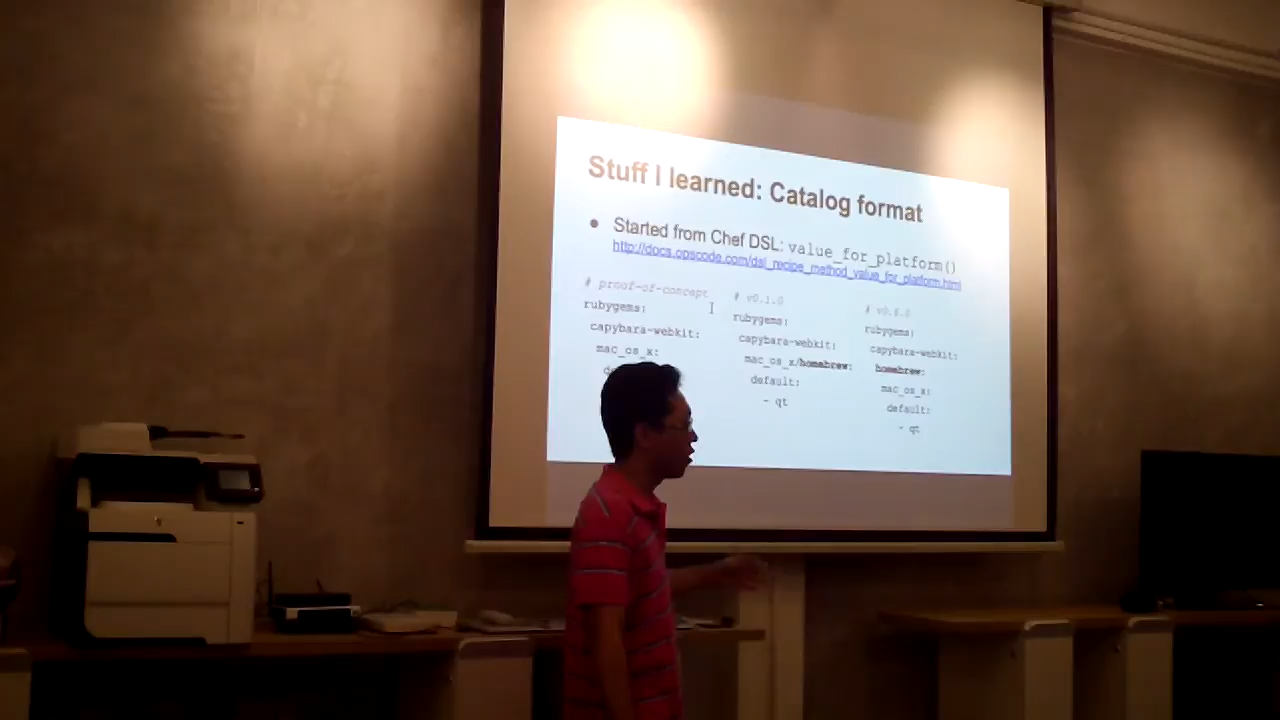 Stuff I learned: Catalog format
● Started from Chef DSL: value_for_platform()
http://docs.opscode.com/dsl_recipe_method_value_for_platform.html
# proof-of-concept
rubygems:
capybara-webkit:
mac_os_x:
# v0.1.0
rubygems:
capybara-webkit:
mac_os_x/homebrew:
default:
- qt
rubygems:
capybara-webkit:
homebrew:
mac_os_x:
default:
- qt